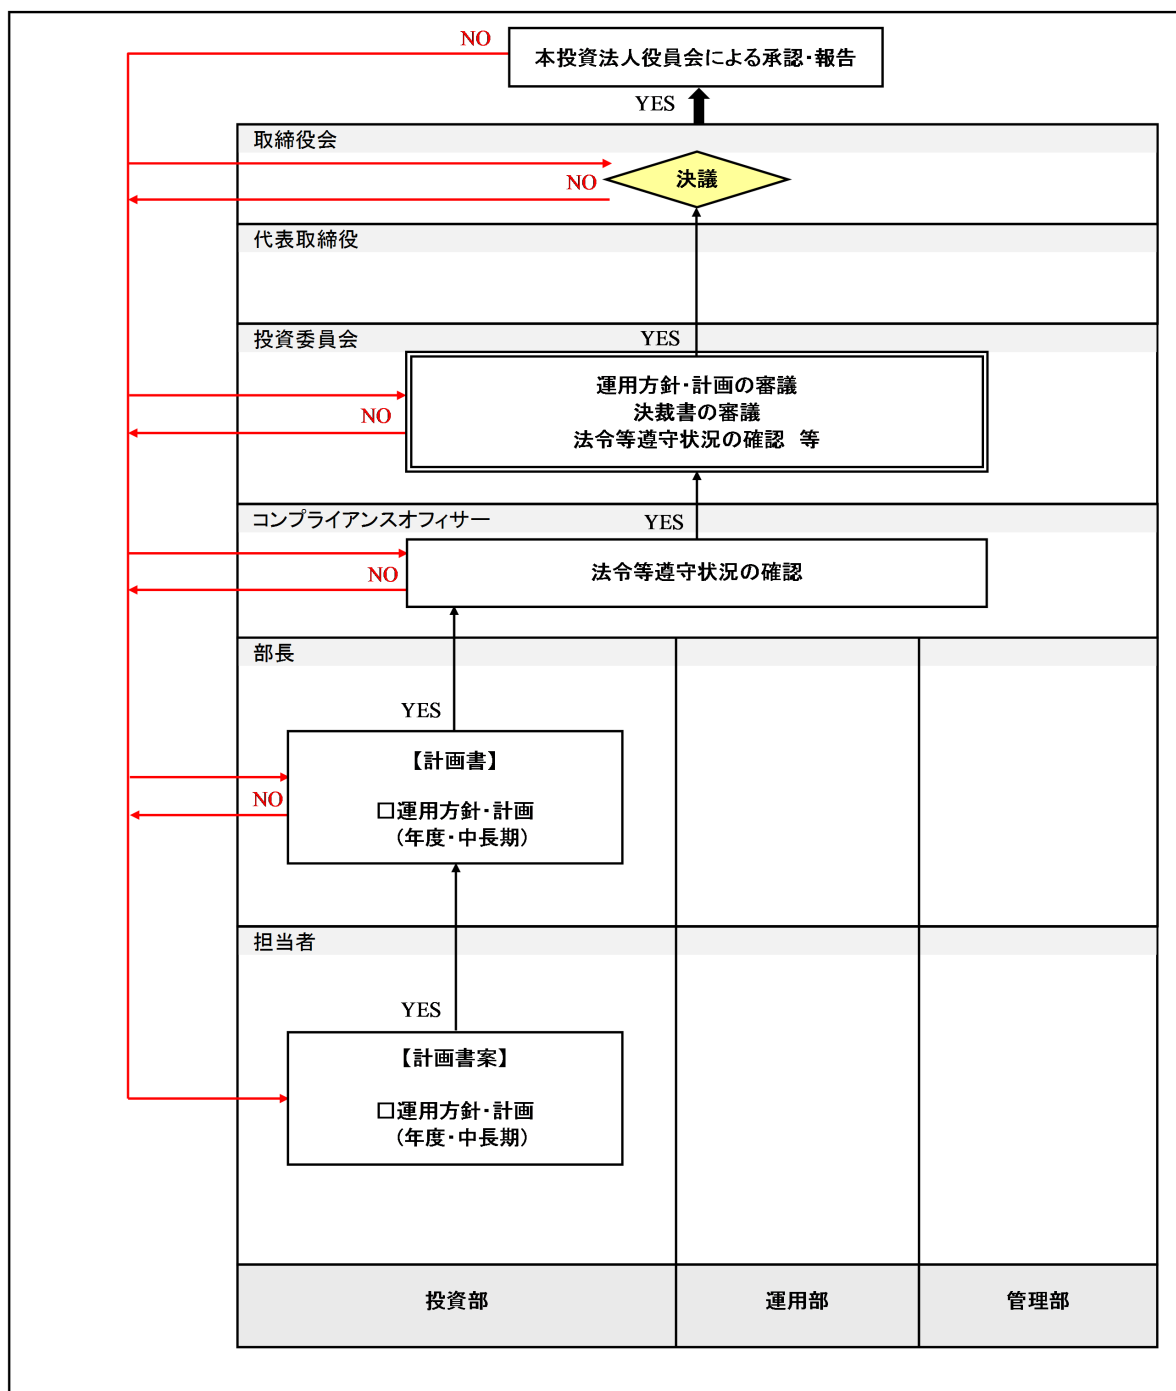 NO
本投資法人役員会による承認・報告
YES
取締役会
NO
決議
代表取締役
投資委員会
YES
運用方針・計画の審議
決裁書の審議
法令等遵守状況の確認 等
NO
コンプライアンスオフィサー
YES
法令等遵守状況の確認
NO
部長
YES
【計画書】
□運用方針・計画
(年度・中長期)
NO
担当者
YES
【計画書案】
□運用方針・計画
(年度・中長期)
投資部
運用部
管理部